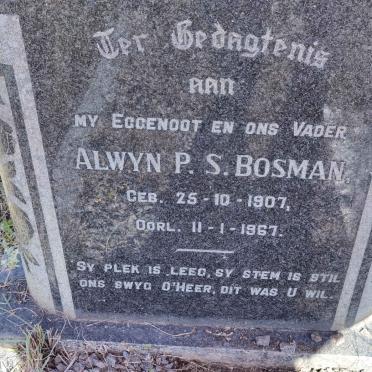 Ter Gedagtenis
aan
MY EGGENOOT EN ONS VADER
ALWYN P. S. BOSMAN,
GEB. 25-10-1907,
OORL. 11-1-1967.
SY PLEK IS LEEG, SY STEM IS STIL
ONS SWYG O'HEER, DIT WAS U WIL.